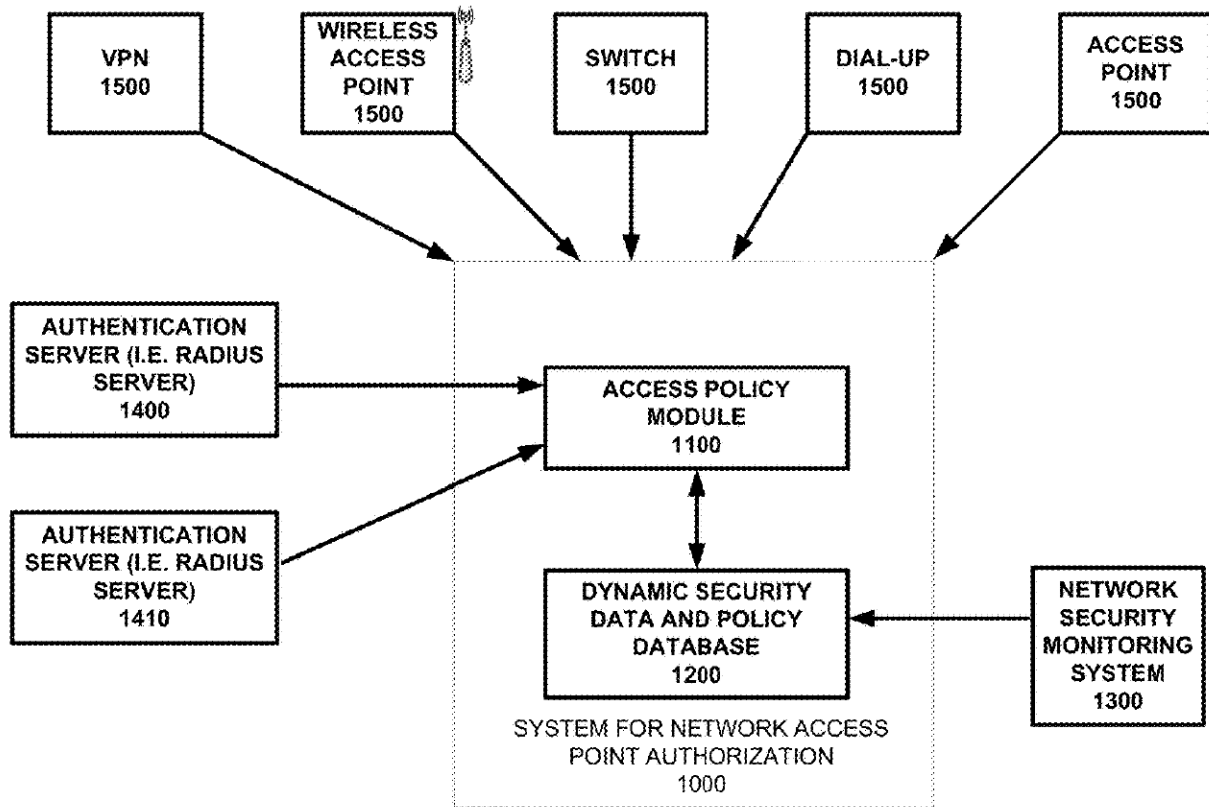 VPN
1500
WIRELESS
ACCESS
POINT
1500
SWITCH
1500
DIAL-UP
1500
ACCESS
POINT
1500
AUTHENTICATION
SERVER (I.E. RADIUS
SERVER)
1400
ACCESS POLICY
MODULE
1100
AUTHENTICATION
SERVER (I.E. RADIUS
SERVER)
1410
DYNAMIC SECURITY
DATA AND POLICY
DATABASE
1200
NETWORK
SECURITY
MONITORING
SYSTEM
1300
SYSTEM FOR NETWORK ACCESS
POINT AUTHORIZATION
1000